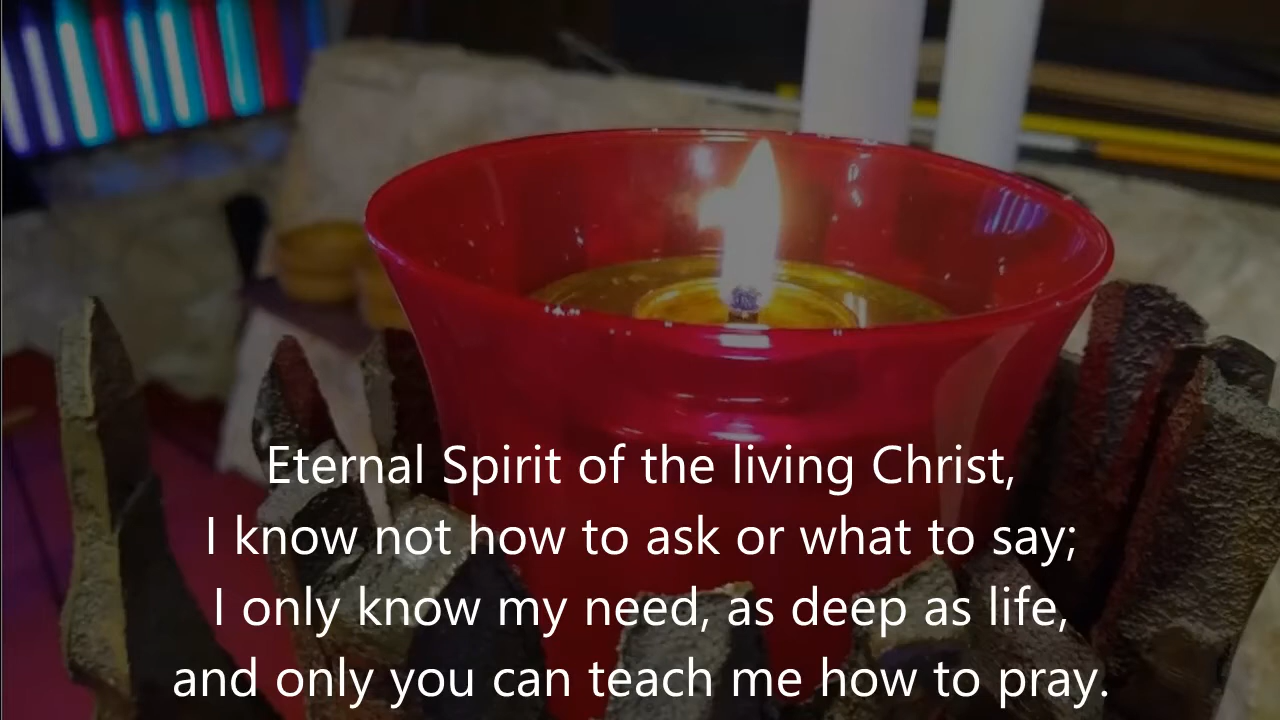 Eternal Spirit of the living Christ,
I know not how to ask or what to say;
I only know my need, as deep as life,
and only you can teach me how to pray.